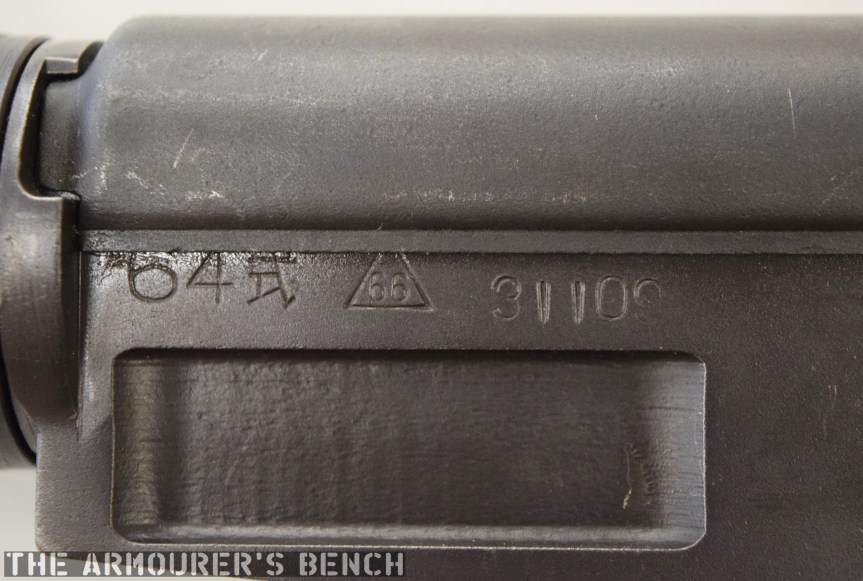 64式 66 31109
THE ARMOURER'S BENCH